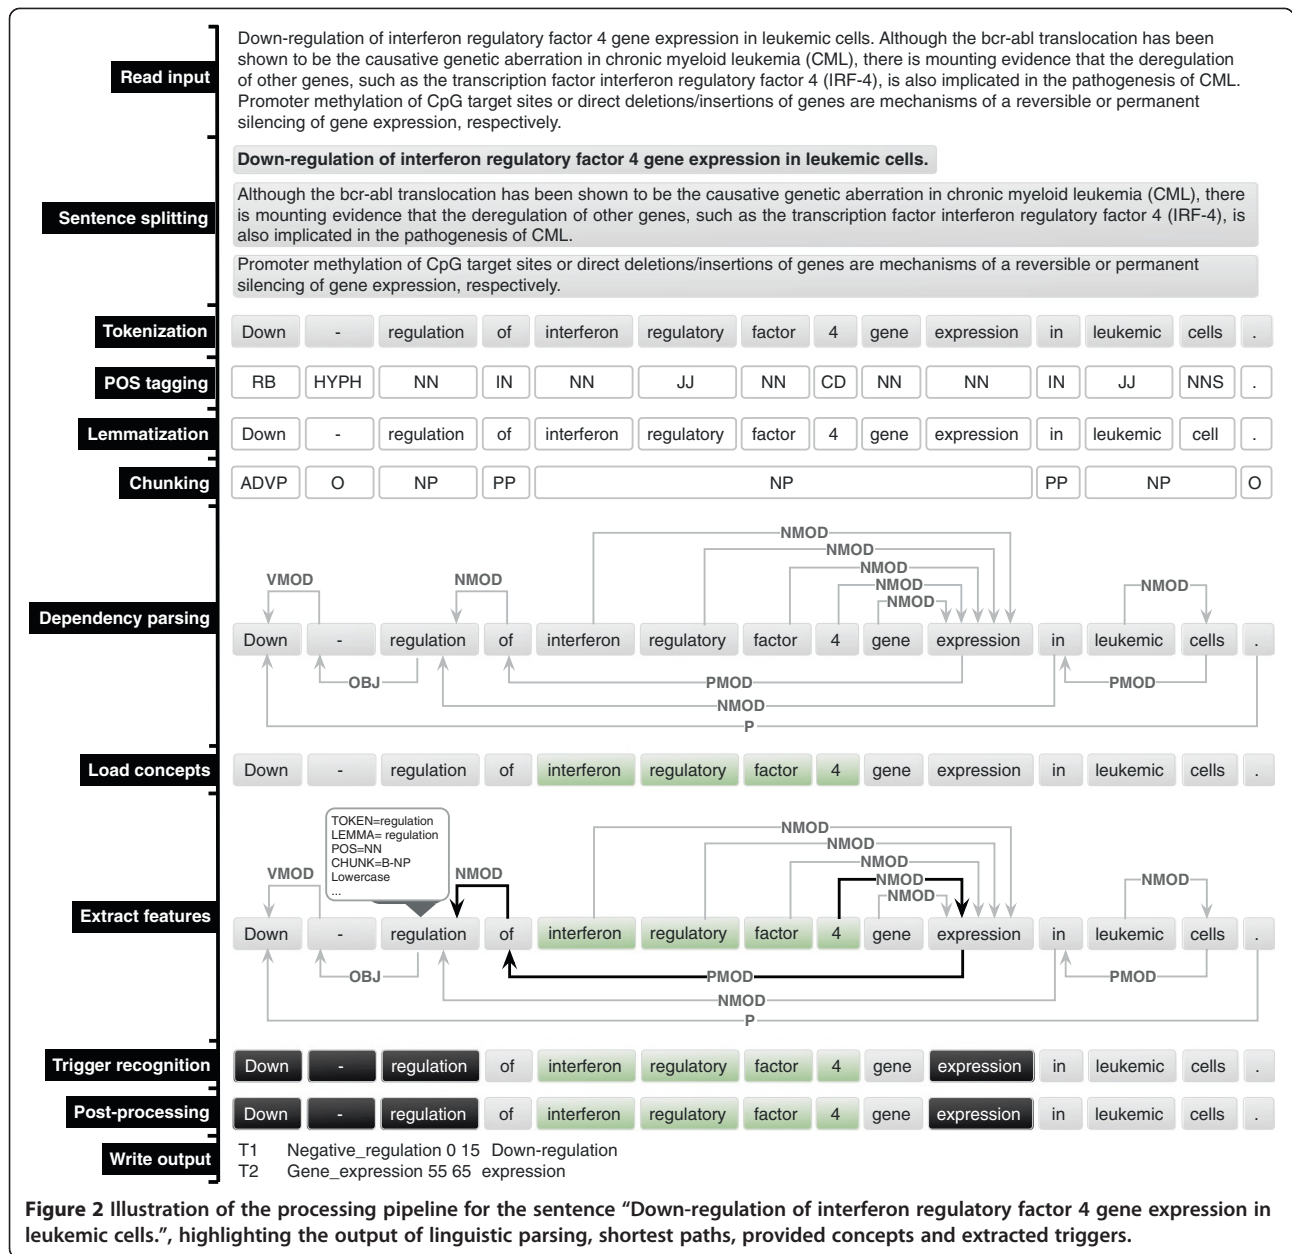 Read input
Down-regulation of interferon regulatory factor 4 gene expression in leukemic cells. Although the bcr-abl translocation has been
shown to be the causative genetic aberration in chronic myeloid leukemia (CML), there is mounting evidence that the deregulation
of other genes, such as the transcription factor interferon regulatory factor 4 (IRF-4), is also implicated in the pathogenesis of CML.
Promoter methylation of CpG target sites or direct deletions/insertions of genes are mechanisms of a reversible or permanent
silencing of gene expression, respectively.
Sentence splitting
Down-regulation of interferon regulatory factor 4 gene expression in leukemic cells.
Although the bcr-abl translocation has been shown to be the causative genetic aberration in chronic myeloid leukemia (CML), there
is mounting evidence that the deregulation of other genes, such as the transcription factor interferon regulatory factor 4 (IRF-4), is
also implicated in the pathogenesis of CML.
Promoter methylation of CpG target sites or direct deletions/insertions of genes are mechanisms of a reversible or permanent
silencing of gene expression, respectively.
Tokenization Down - regulation of interferon regulatory factor 4 gene expression in leukemic cells .
POS tagging RB HYPH NN IN NN JJ NN CD NN NN IN JJ NNS .
Lemmatization Down - regulation of interferon regulatory factor 4 gene expression in leukemic cell .
Chunking ADVP O NP PP NP PP NP O
Dependency parsing
NMOD
NMOD
NMOD
VMOD NMOD NMOD NMOD
NMOD
Down - regulation of interferon regulatory factor 4 gene expression in leukemic cells .
OBJ PMOD PMOD
NMOD
P
Load concepts Down - regulation of interferon regulatory factor 4 gene expression in leukemic cells .
Extract features
TOKEN=regulation
LEMMA= regulation
POS=NN
CHUNK=B-NP
Lowercase
...
NMOD
NMOD
NMOD
VMOD NMOD NMOD NMOD
NMOD
Down - regulation of interferon regulatory factor 4 gene expression in leukemic cells .
OBJ PMOD PMOD
NMOD
P
Trigger recognition Down - regulation of interferon regulatory factor 4 gene expression in leukemic cells .
Post-processing Down - regulation of interferon regulatory factor 4 gene expression in leukemic cells .
Write output
T1 Negative_regulation 0 15 Down-regulation
T2 Gene_expression 55 65 expression
Figure 2 Illustration of the processing pipeline for the sentence “Down-regulation of interferon regulatory factor 4 gene expression in
leukemic cells.”, highlighting the output of linguistic parsing, shortest paths, provided concepts and extracted triggers.